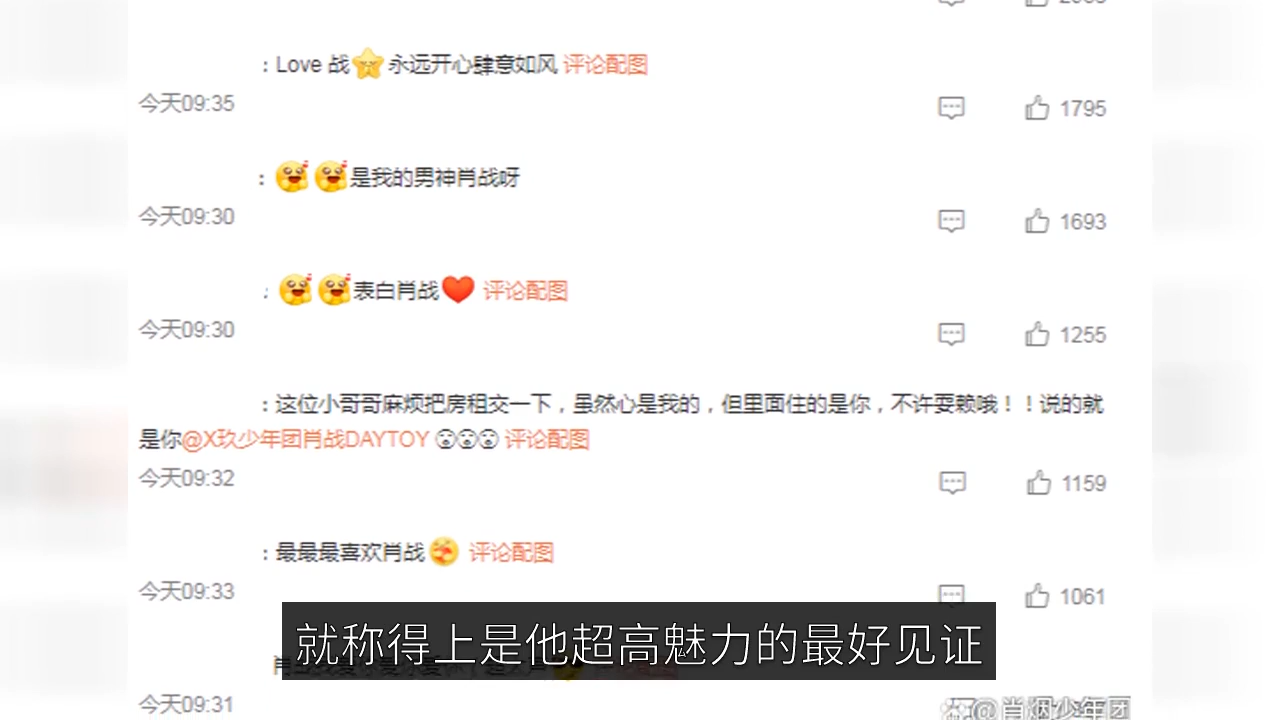 : Love 战 永远开心肆意如风 评论配图
今天09:35
1795
: 是我的男神肖战呀
今天09:30
1693
: 表白肖战 评论配图
今天09:30
1255
: 这位小哥哥麻烦把房租交一下，虽然心是我的，但里面住的是你，不许耍赖哦！！说的就
是你@X玖少年团肖战DAYTOY 评论配图
今天09:32
1159
: 最最最喜欢肖战 评论配图
今天09:33
1061
就称得上是他超高魅力的最好见证
今天09:31
@肖烟少年团